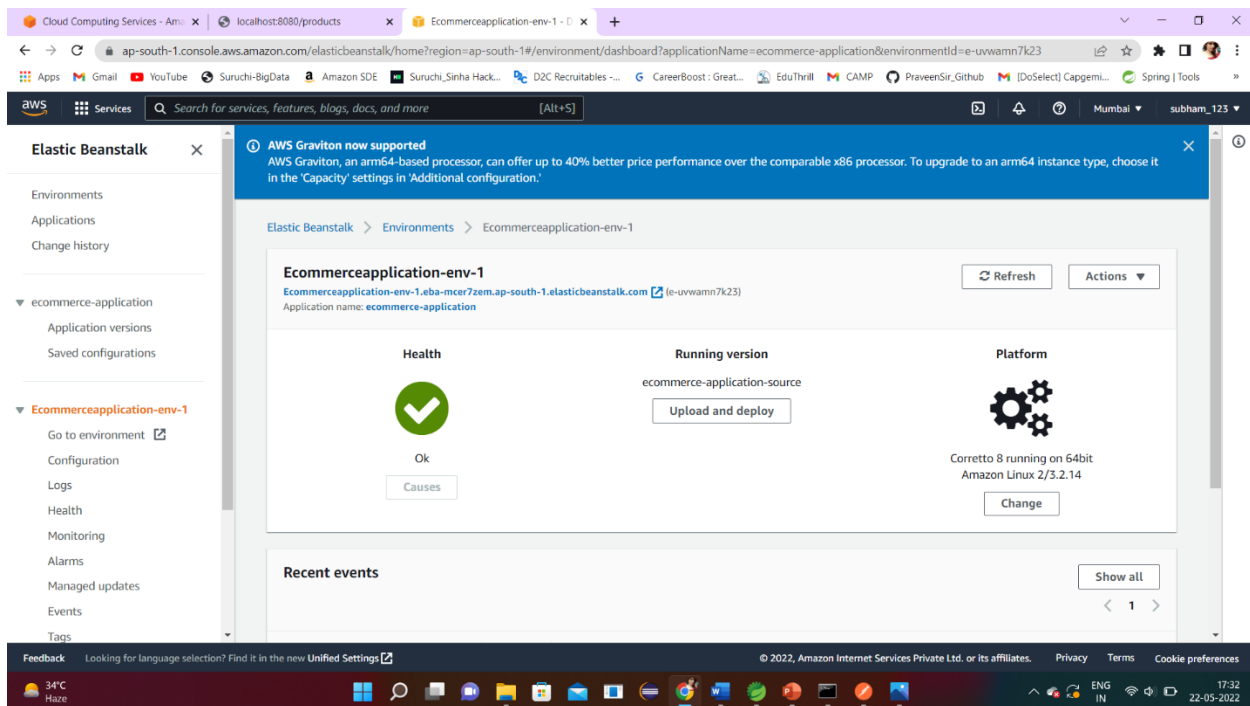 Cloud Computing Services - Ama
localhost:8080/products
Ecommerceapplication-env-1 - D
ap-south-1.console.aws.amazon.com/elasticbeanstalk/home?region=ap-south-1#/environment/dashboard?applicationName=ecommerce-application&environmentId=e-uvwamn7k23
Apps Gmail YouTube Suruchi-BigData Amazon SDE Suruchi_Sinha Hack... D2C Recruitables -... CareerBoost : Great... EduThrill CAMP PraveenSir_Github [DoSelect] Capgemi... Spring | Tools »
aws Services Search for services, features, blogs, docs, and more [Alt+S] Mumbai ▼ subham_123 ▼
Elastic Beanstalk
Environments
Applications
Change history
ecommerce-application
Application versions
Saved configurations
Ecommerceapplication-env-1
Go to environment
Configuration
Logs
Health
Monitoring
Alarms
Managed updates
Events
Tags
AWS Graviton now supported
AWS Graviton, an arm64-based processor, can offer up to 40% better price performance over the comparable x86 processor. To upgrade to an arm64 instance type, choose it
in the 'Capacity' settings in 'Additional configuration.'
Elastic Beanstalk > Environments > Ecommerceapplication-env-1
Ecommerceapplication-env-1
Ecommerceapplication-env-1.eba-mcer7zem.ap-south-1.elasticbeanstalk.com (e-uvwamn7k23)
Application name: ecommerce-application
Refresh
Actions ▼
Health
Ok
Causes
Running version
ecommerce-application-source
Upload and deploy
Platform
Corretto 8 running on 64bit
Amazon Linux 2/3.2.14
Change
Recent events
Show all
< 1 >
Feedback Looking for language selection? Find it in the new Unified Settings © 2022, Amazon Internet Services Private Ltd. or its affiliates. Privacy Terms Cookie preferences
34°C
Haze
ENG
IN
17:32
22-05-2022